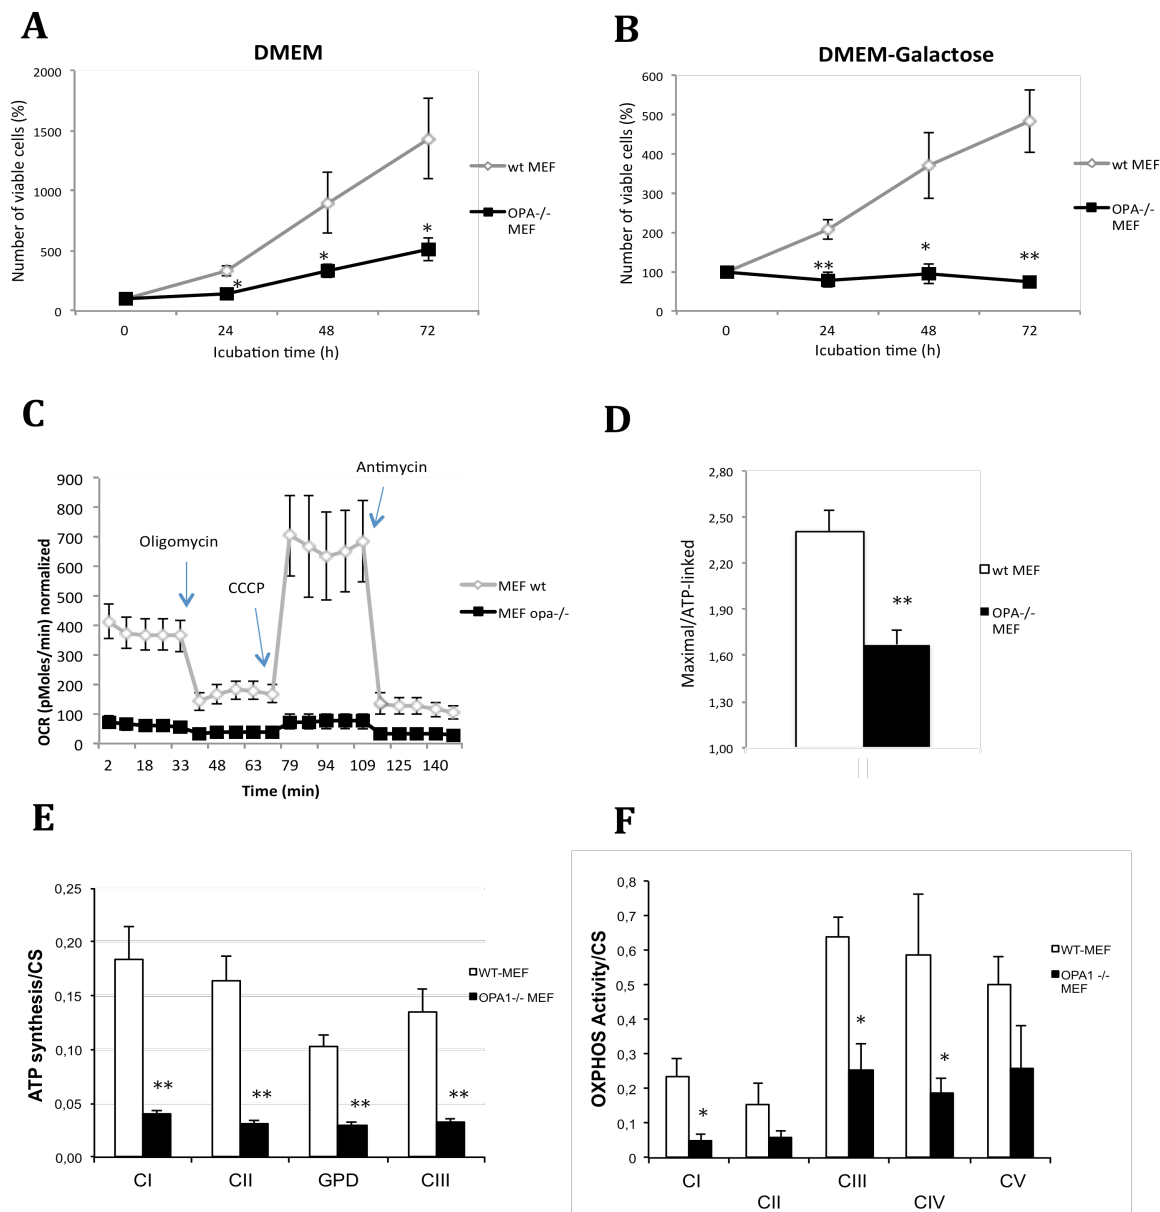 A
DMEM
2000
1500
1000
500
0
Number of viable cells (%)
0 24 48 72
Icubation time (h)
*
*
*
wt MEF
OPA-/-
MEF
B
DMEM-Galactose
600
500
400
300
200
100
0
Number of viable cells (%)
0 24 48 72
Icubation time (h)
**
*
**
wt MEF
OPA-/-
MEF
C
900
800
700
600
500
400
300
200
100
0
OCR (pMoles/min) normalized
Oligomycin
CCCP
Antimycin
2 18 33 48 63 79 94 109 125 140
Time (min)
MEF wt
MEF opa-/-
D
2,80
2,50
2,20
1,90
1,60
1,30
1,00
Maximal/ATP-linked
**
wt MEF
OPA-/-
MEF
E
0,25
0,20
0,15
0,10
0,05
0,00
ATP synthesis/CS
** ** ** **
CI CII GPD CIII
WT-MEF
OPA1-/- MEF
F
0,8
0,7
0,6
0,5
0,4
0,3
0,2
0,1
0
OXPHOS Activity/CS
*
*
*
CI CII CIII CIV CV
WT-MEF
OPA1 -/-
MEF